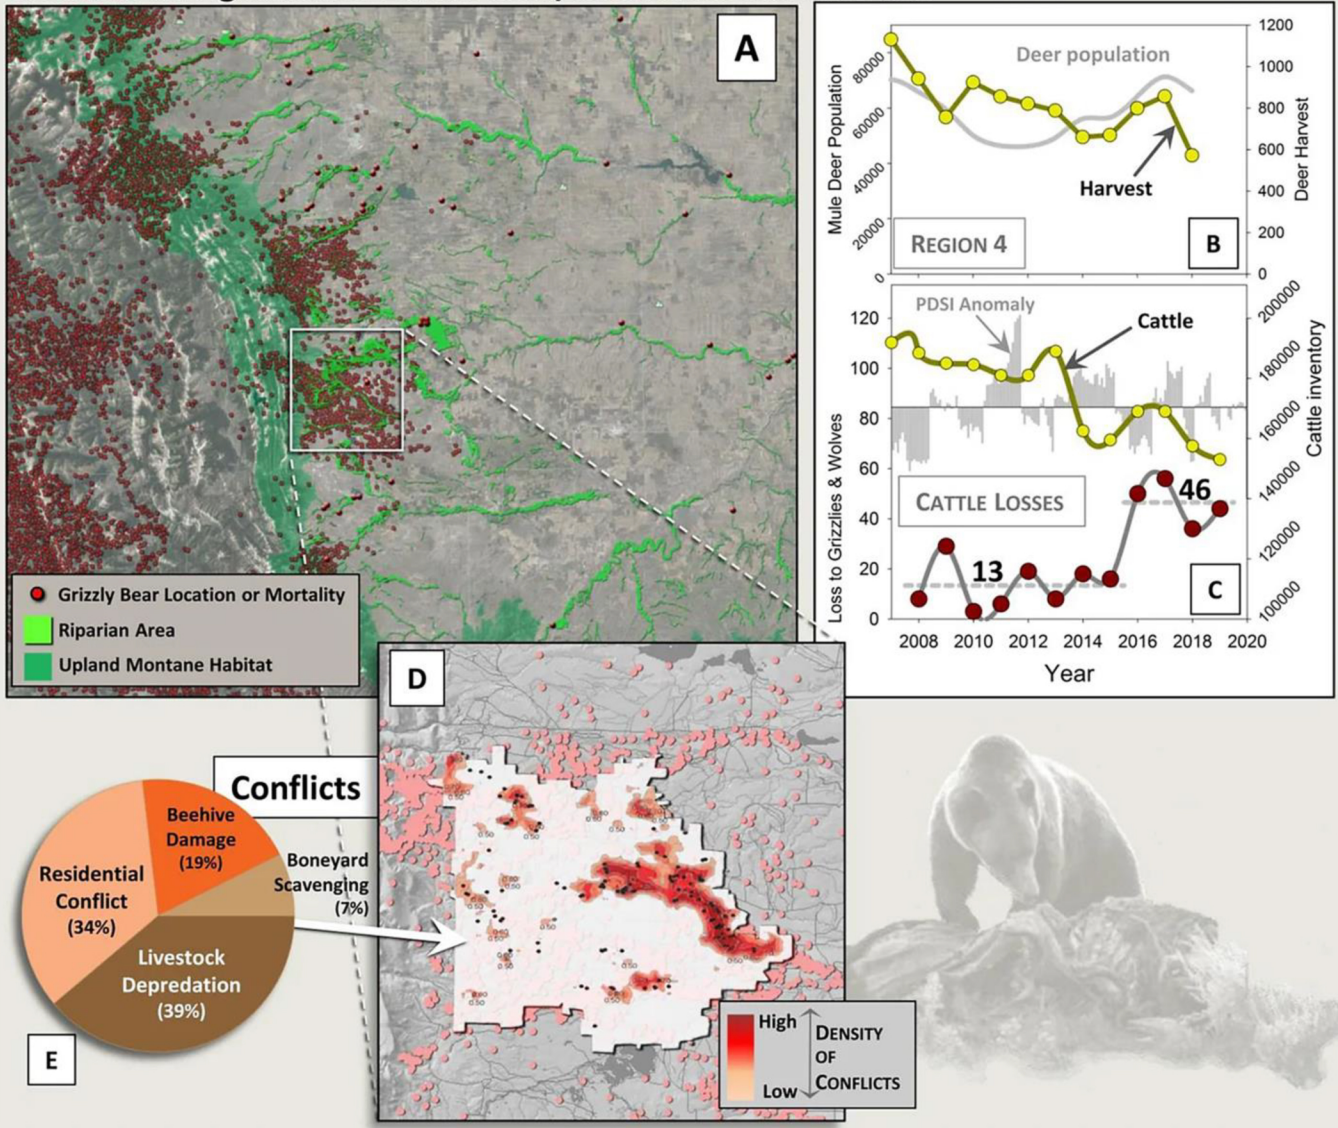 A
Grizzly Bear Location or Mortality
Riparian Area
Upland Montane Habitat
Deer population
Harvest
REGION 4
B
Mule Deer Population
80000
60000
40000
20000
0
1200
1000
800
600
400
200
0
Deer Harvest
PDSI Anomaly
Cattle
CATTLE LOSSES
13
46
C
Loss to Grizzlies & Wolves
120
100
80
60
40
20
0
200000
180000
160000
140000
120000
100000
Cattle inventory
2008 2010 2012 2014 2016 2018 2020
Year
D
High
Low
DENSITY
OF
CONFLICTS
Conflicts
Beehive
Damage
(19%)
Boneyard
Scavenging
(7%)
Residential
Conflict
(34%)
Livestock
Depredation
(39%)
E